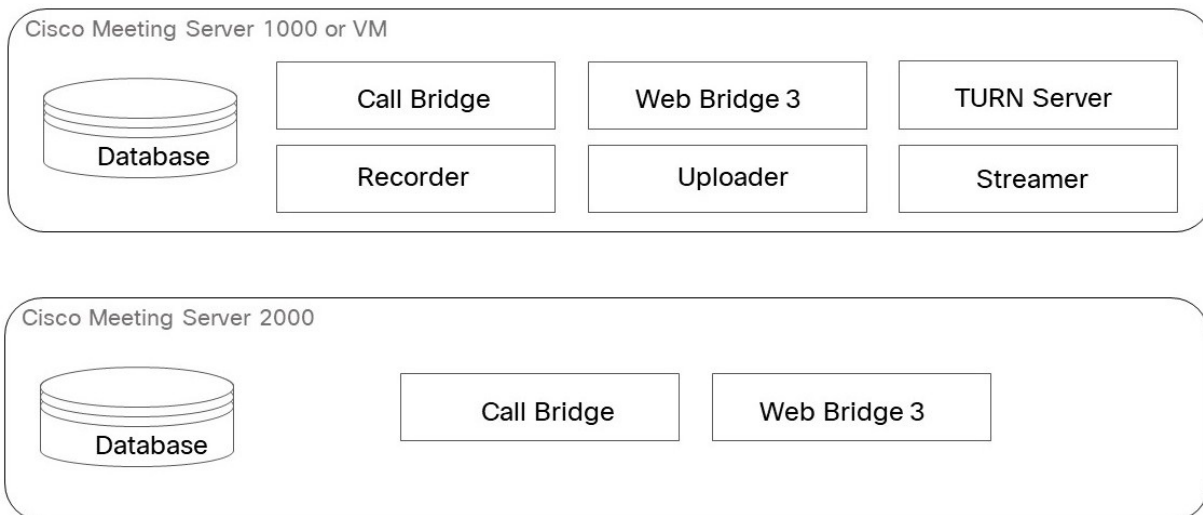 Cisco Meeting Server 1000 or VM
Call Bridge
Web Bridge 3
TURN Server
Database
Recorder
Uploader
Streamer
Cisco Meeting Server 2000
Call Bridge
Web Bridge 3
Database